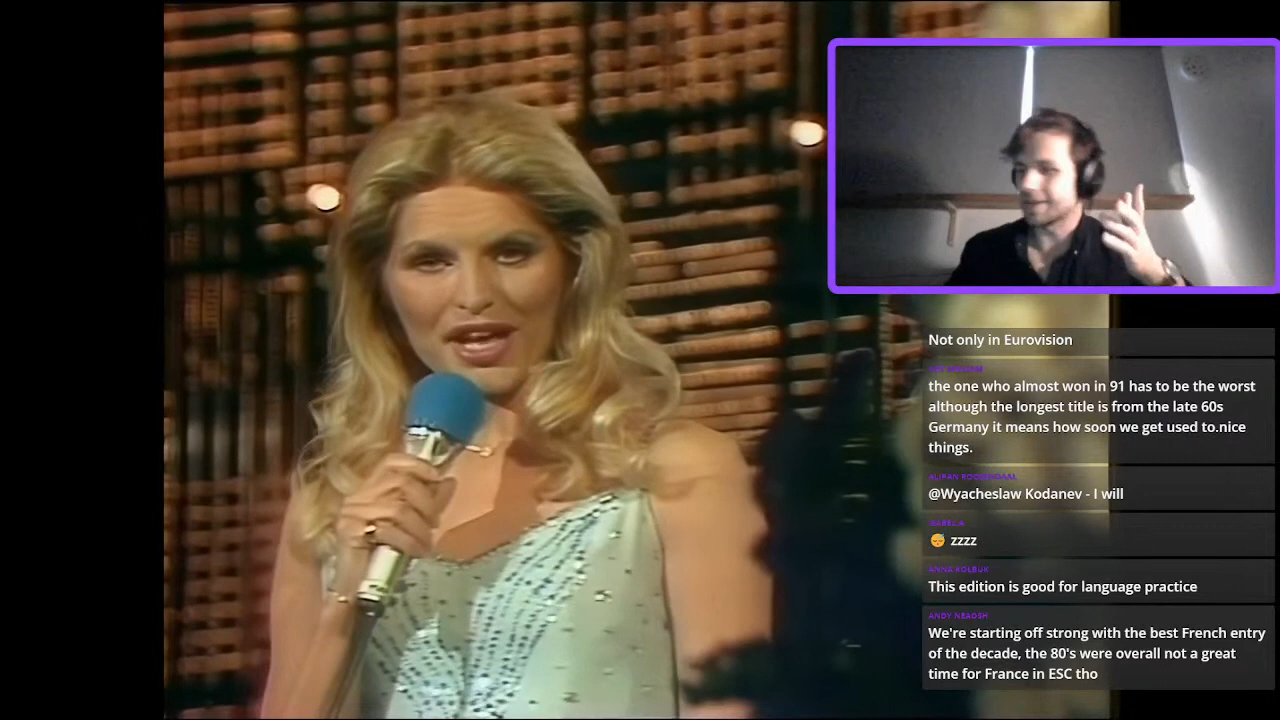 Not only in Eurovision
the one who almost won in 91 has to be the worst
although the longest title is from the late 60s
Germany it means how soon we get used to.nice
things.
@Wyacheslaw Kodanev - I will
😴 zzzz
ANNA KOŁBUK
This edition is good for language practice
ANDY NEAOSH
We're starting off strong with the best French entry
of the decade, the 80's were overall not a great
time for France in ESC tho